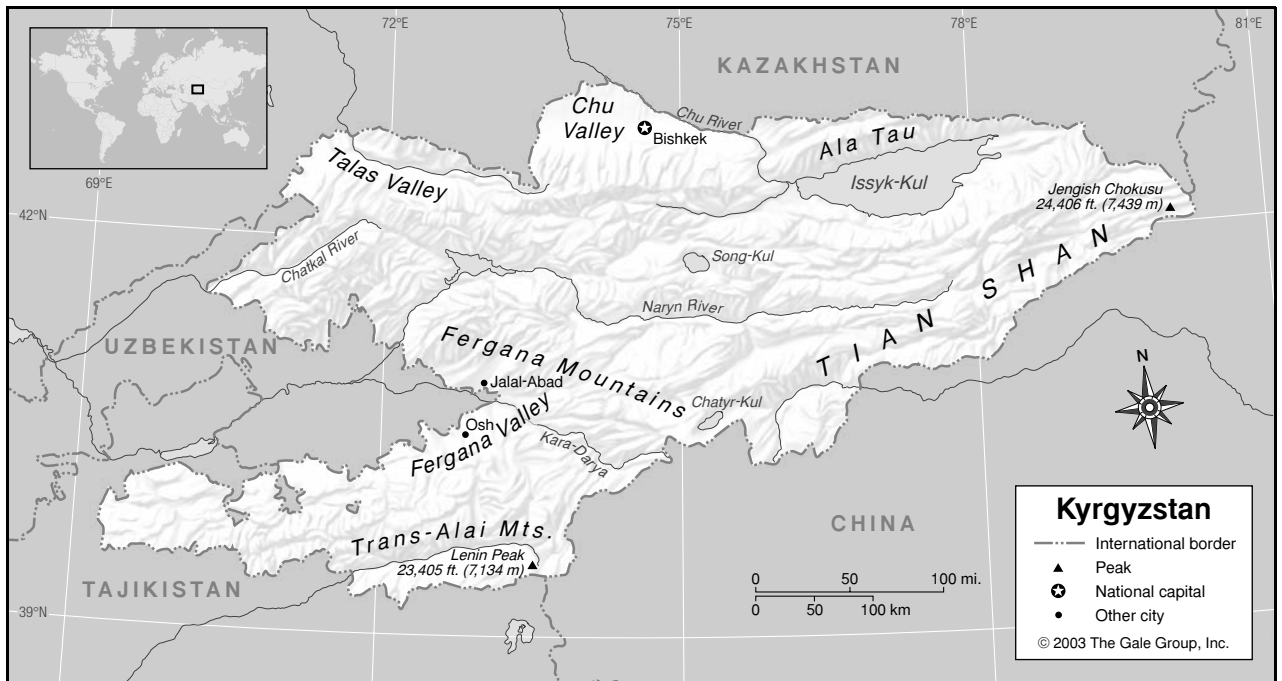 72°E
75°E
78°E
81°E
KAZAKHSTAN
Chu
Valley
Chu River
Bishkek
Ala Tau
Talas Valley
Issyk-Kul
69°E
Jengish Chokusu
24,406 ft. (7,439 m)
42°N
Chatkal River
Song-Kul
TIAN SHAN
Naryn River
UZBEKISTAN
Fergana Mountains
N
Jalal-Abad
Chatyr-Kul
Osh
Fergana Valley
Kara-Darya
CHINA
Trans-Alai Mts.
Lenin Peak
23,405 ft. (7,134 m)
TAJIKISTAN
39°N
0 50 100 mi.
0 50 100 km
Kyrgyzstan
International border
Peak
National capital
Other city
© 2003 The Gale Group, Inc.